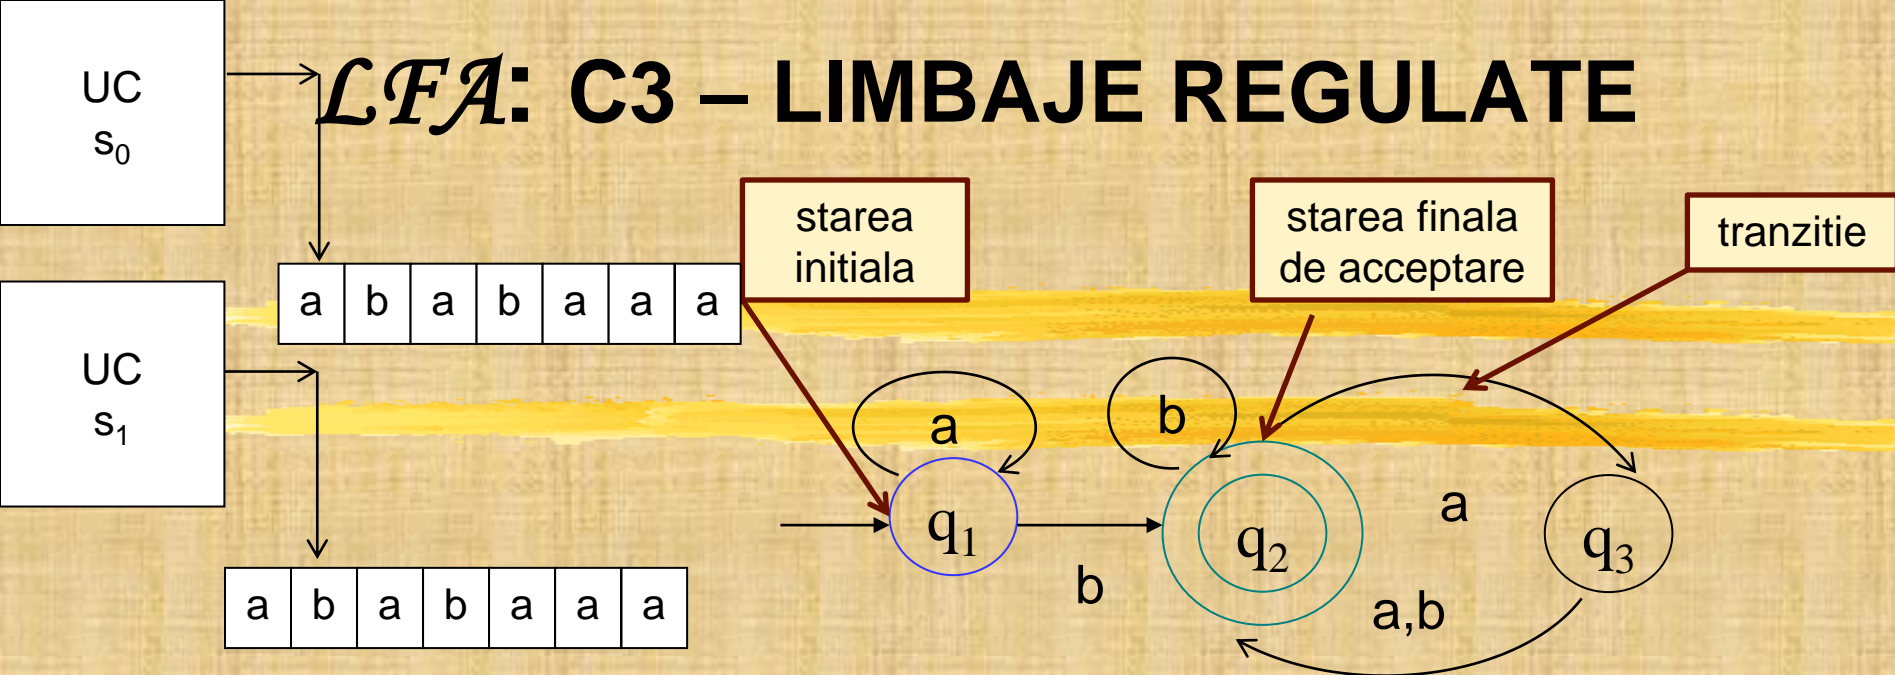 LFA: C3 – LIMBAJE REGULATE
UC
s₀
a b a b a a a
UC
s₁
a b a b a a a
starea
initiala
starea finala
de acceptare
tranzitie
a
b
q₁
b
q₂
a
a,b
q₃